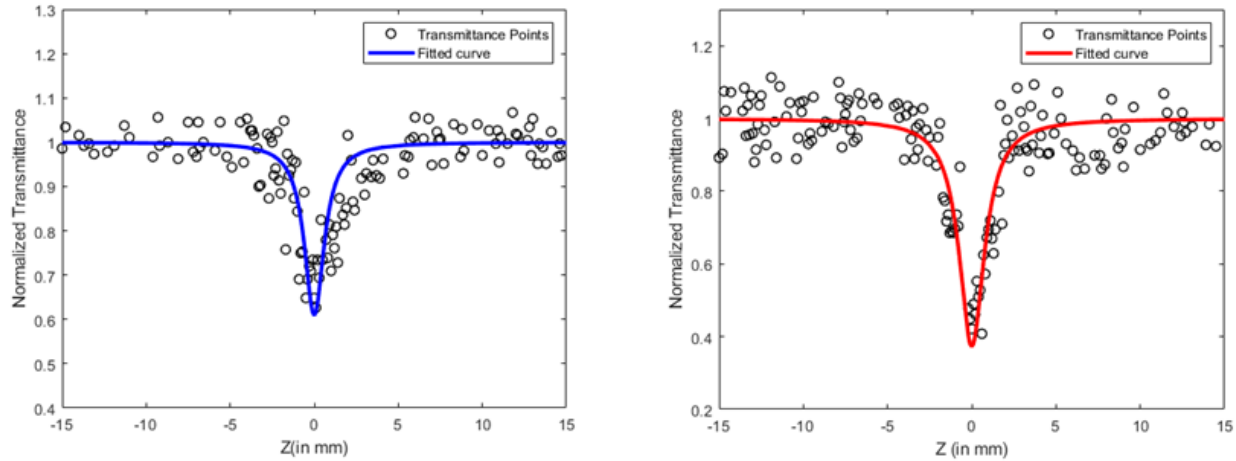 1.3
1.2
1.1
1
0.9
0.8
0.7
0.6
0.5
0.4
Normalized Transmittance
Transmittance Points
Fitted curve
-15 -10 -5 0 5 10 15
Z(in mm)
1.2
1
0.8
0.6
0.4
0.2
Normalized Transmittance
Transmittance Points
Fitted curve
-15 -10 -5 0 5 10 15
Z (in mm)